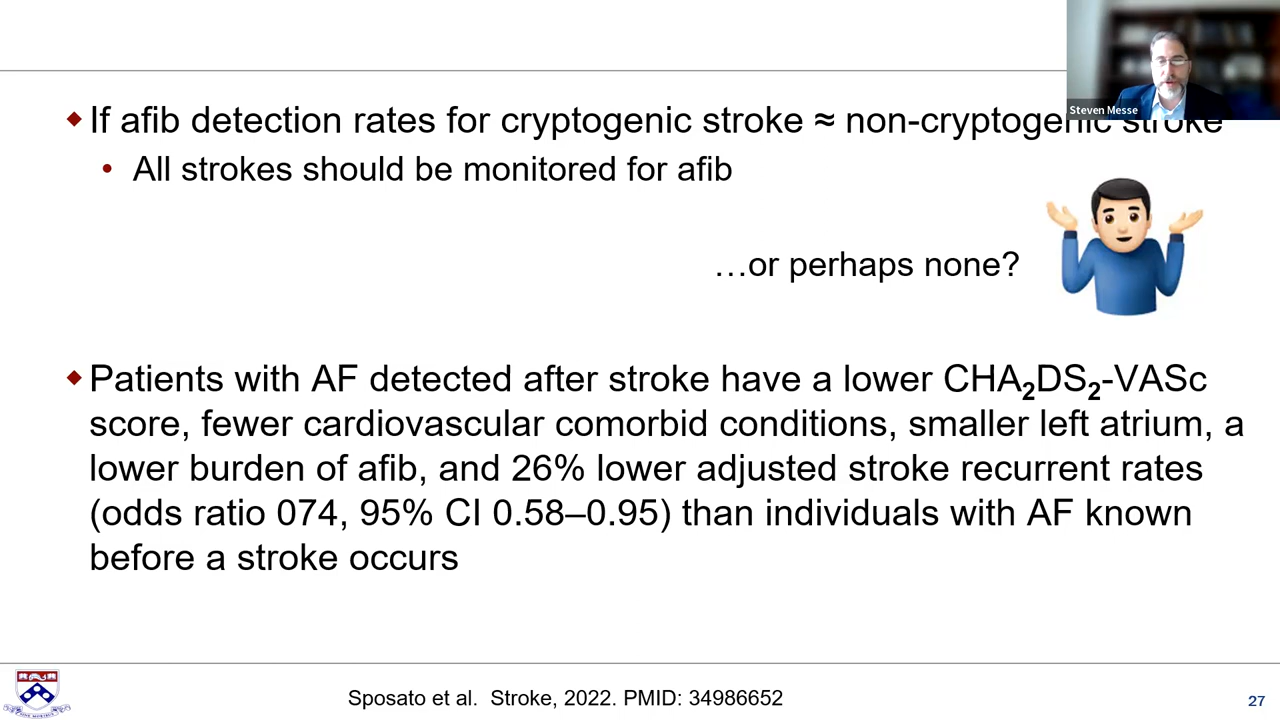 Steven Messe
◆ If afib detection rates for cryptogenic stroke ≈ non-cryptogenic stroke
• All strokes should be monitored for afib
…or perhaps none?
◆ Patients with AF detected after stroke have a lower CHA₂DS₂-VASc
score, fewer cardiovascular comorbid conditions, smaller left atrium, a
lower burden of afib, and 26% lower adjusted stroke recurrent rates
(odds ratio 074, 95% CI 0.58–0.95) than individuals with AF known
before a stroke occurs
Sposato et al. Stroke, 2022. PMID: 34986652
27